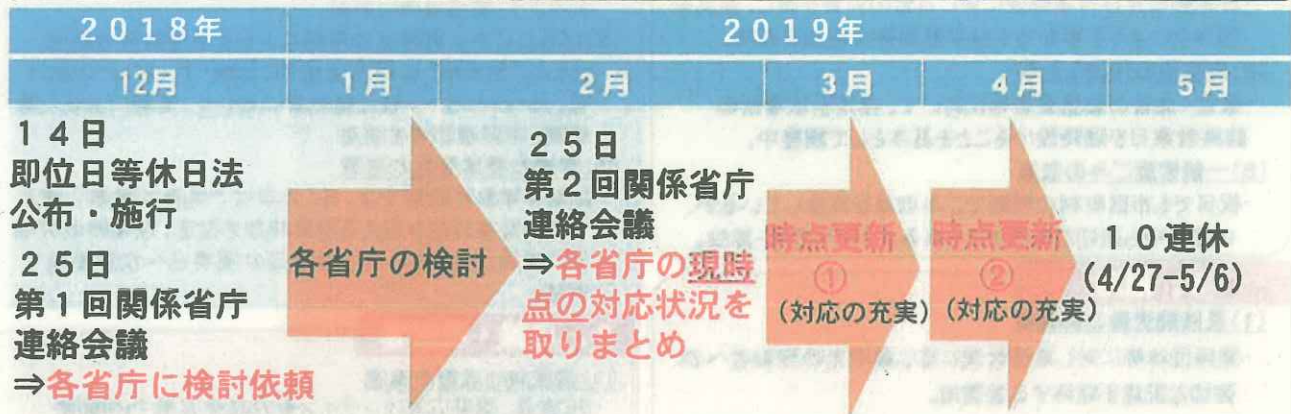 2018年
2019年
12月
1月
2月
3月
4月
5月
14日
即位日等休日法
公布・施行
25日
第1回関係省庁
連絡会議
⇒各省庁に検討依頼
各省庁の検討
25日
第2回関係省庁
連絡会議
⇒各省庁の現時
点の対応状況を
取りまとめ
時点更新
①
(対応の充実)
時点更新
②
(対応の充実)
10連休
(4/27-5/6)